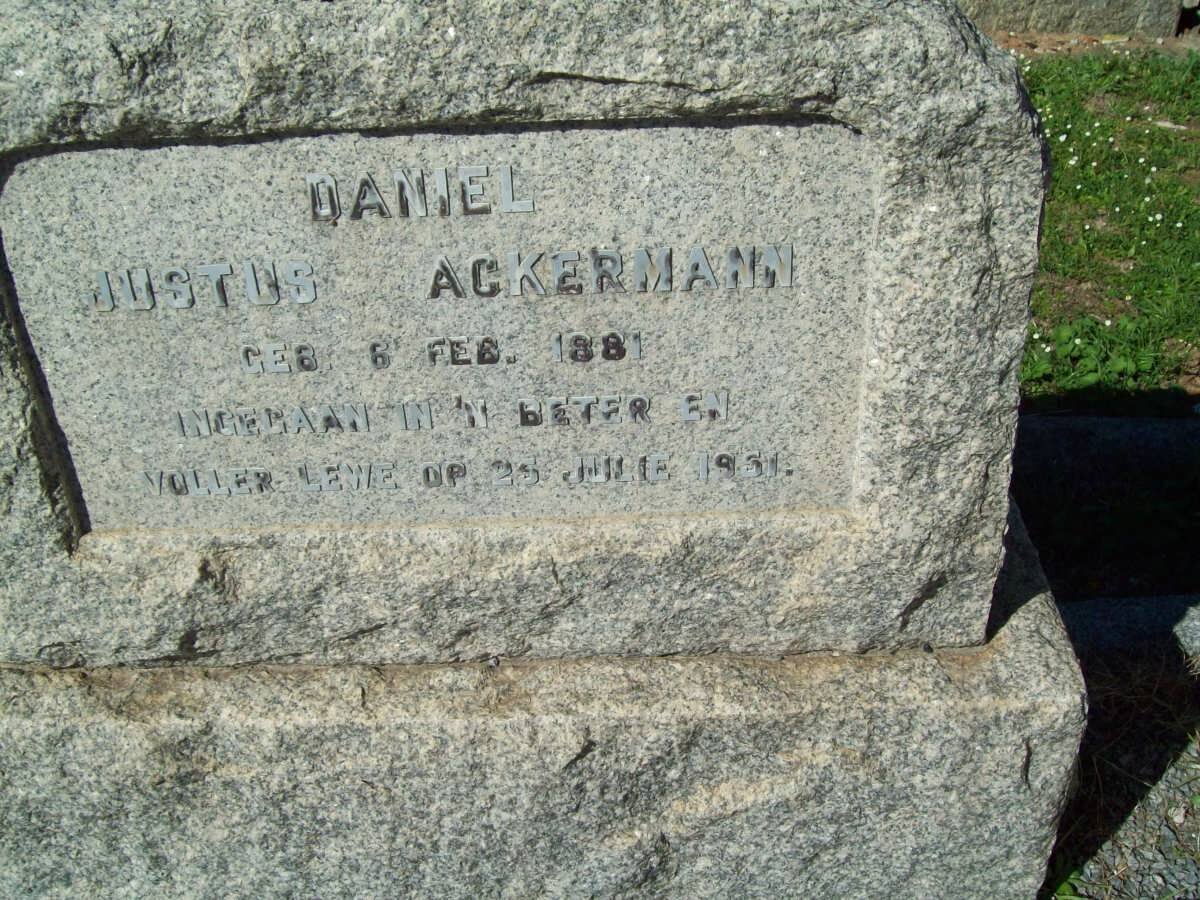 DANIEL
JUSTUS ACKERMANN
GEB. 6 FEB. 1881
INGEGAAN IN 'N BETER EN
VOLLER LEWE OP 25 JULIE 1951.